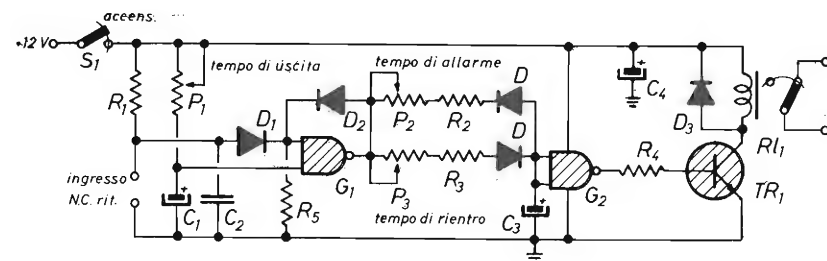 accens.
+12 V
S1
tempo di uscita
tempo di allarme
R1
P1
D1
D2
P2
R2
D
C4
D3
Rl1
ingresso
N.C. rit.
C1
C2
R5
G1
P3
R3
D
tempo di rientro
C3
G2
R4
TR1